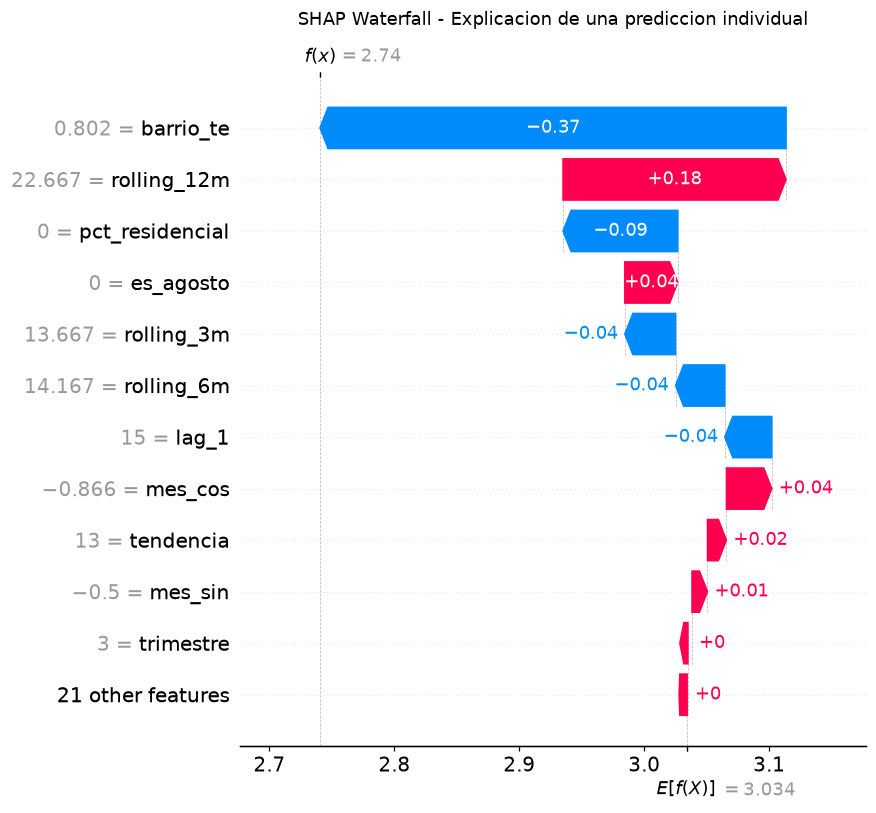 SHAP Waterfall - Explicacion de una prediccion individual
f(x) = 2.74
0.802 = barrio_te
−0.37
22.667 = rolling_12m
+0.18
0 = pct_residencial
−0.09
0 = es_agosto
+0.04
13.667 = rolling_3m
−0.04
14.167 = rolling_6m
−0.04
15 = lag_1
−0.04
−0.866 = mes_cos
+0.04
13 = tendencia
+0.02
−0.5 = mes_sin
+0.01
3 = trimestre
+0
21 other features
+0
2.7 2.8 2.9 3.0 3.1
E[f(X)] = 3.034